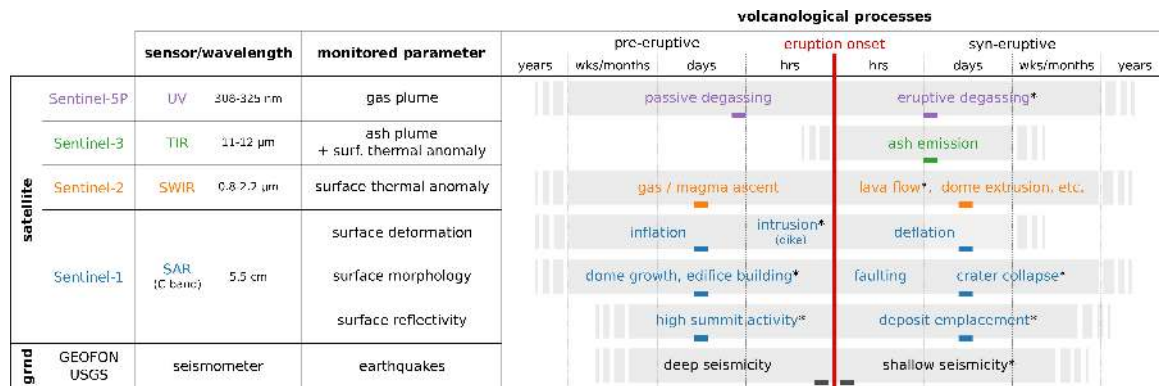 volcanological processes
sensor/wavelength monitored parameter pre-eruptive eruption onset syn-eruptive
years wks/months days hrs hrs days wks/months years
satellite
Sentinel-5P UV 308-325 nm gas plume passive degassing eruptive degassing*
Sentinel-3 TIR 11-12 μm ash plume
+ surf. thermal anomaly ash emission
Sentinel-2 SWIR 0.8-2.2 μm surface thermal anomaly gas / magma ascent lava flow*, dome extrusion, etc.
surface deformation inflation intrusion*
(dike) deflation
Sentinel-1 SAR
(C band) 5.5 cm surface morphology dome growth, edifice building* faulting crater collapse*
surface reflectivity high summit activity* deposit emplacement*
grnd
GEOFON
USGS seismometer earthquakes deep seismicity shallow seismicity*